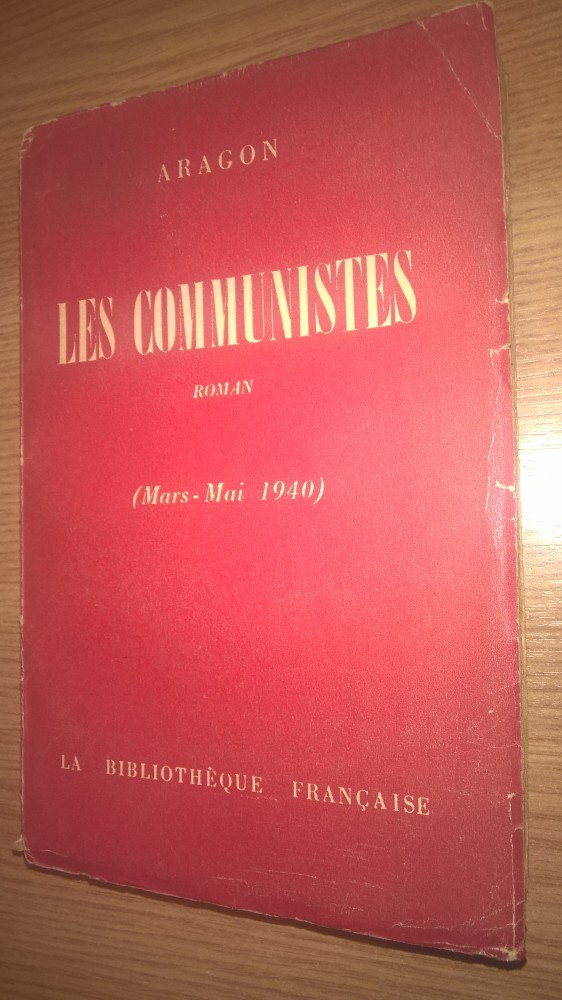 ARAGON
LES COMMUNISTES
ROMAN
(Mars-Mai 1940)
LA BIBLIOTHÈQUE FRANÇAISE